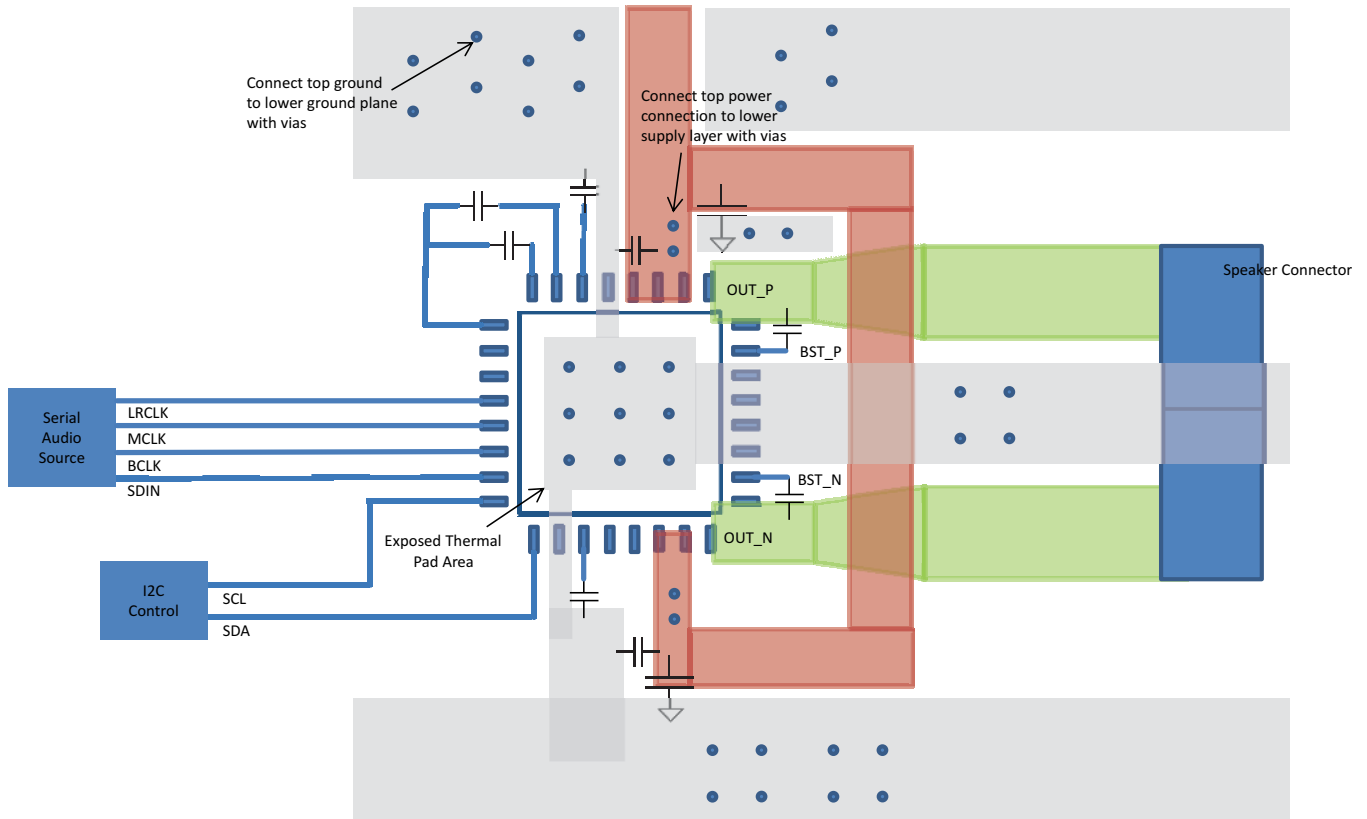 Connect top ground
to lower ground plane
with vias
Connect top power
connection to lower
supply layer with vias
OUT_P
Speaker Connector
BST_P
Serial
Audio
Source
LRCLK
MCLK
BCLK
SDIN
BST_N
Exposed Thermal
Pad Area
OUT_N
I2C
Control
SCL
SDA